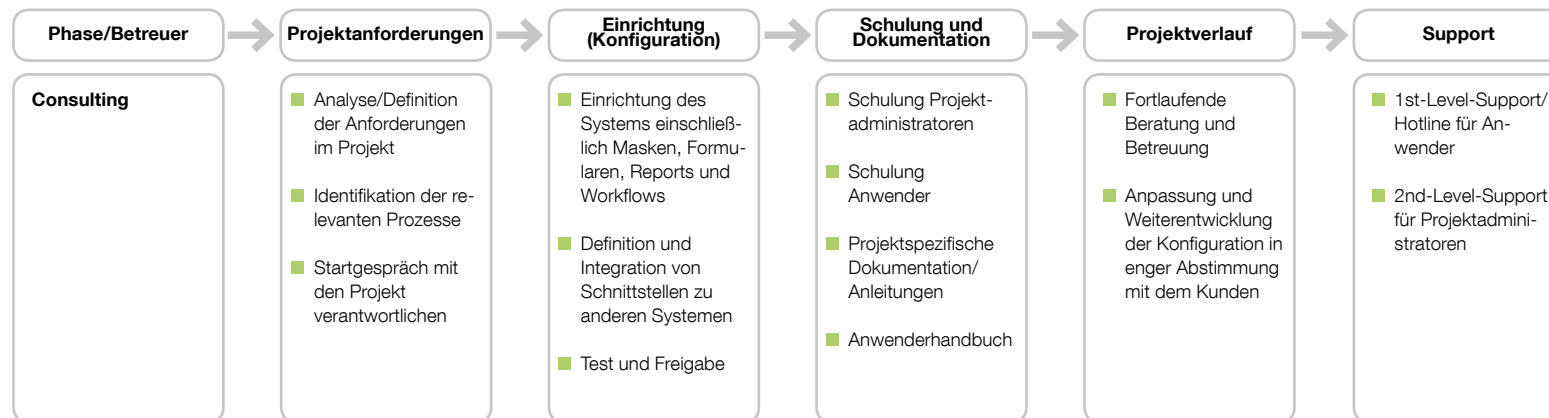 Phase/Betreuer
Projektanforderungen
Einrichtung
(Konfiguration)
Schulung und
Dokumentation
Projektverlauf
Support
Consulting
Analyse/Definition
der Anforderungen
im Projekt
Identifikation der re-
levanten Prozesse
Startgespräch mit
den Projekt
verantwortlichen
Einrichtung des
Systems einschließ-
lich Masken, Formu-
laren, Reports und
Workflows
Definition und
Integration von
Schnittstellen zu
anderen Systemen
Test und Freigabe
Schulung Projekt-
administratoren
Schulung
Anwender
Projektspezifische
Dokumentation/
Anleitungen
Anwenderhandbuch
Fortlaufende
Beratung und
Betreuung
Anpassung und
Weiterentwicklung
der Konfiguration in
enger Abstimmung
mit dem Kunden
1st-Level-Support/
Hotline für An-
wender
2nd-Level-Support
für Projektadmini-
stratoren